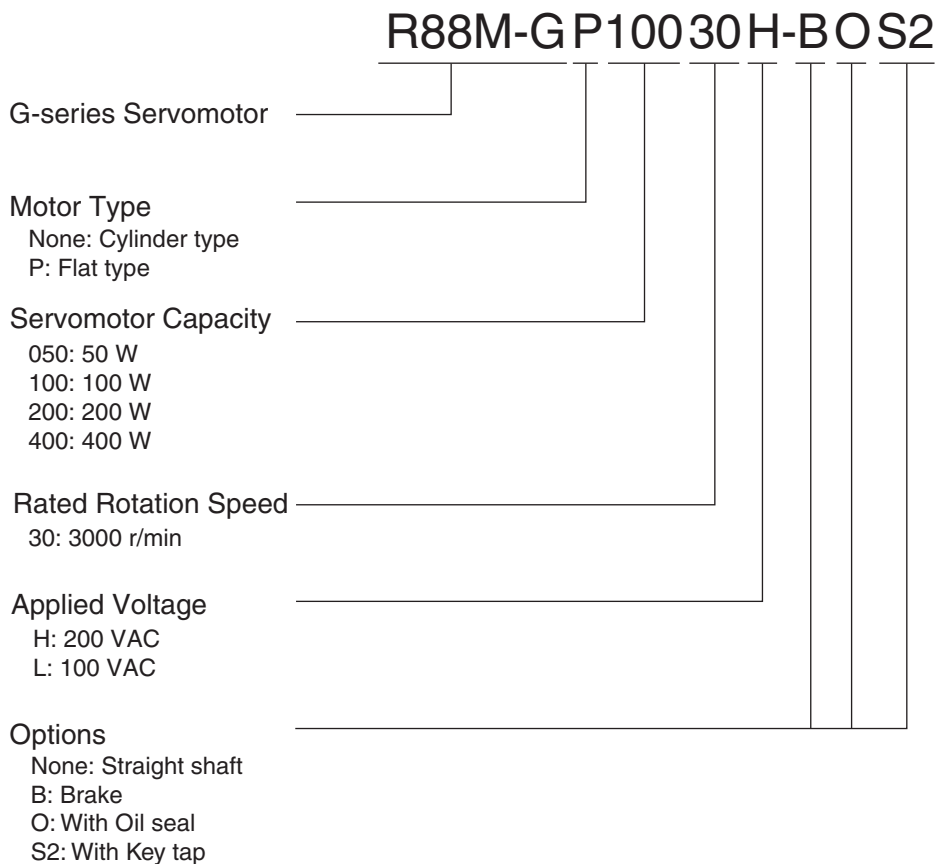 R88M-GP10030H-BOS2
G-series Servomotor
Motor Type
None: Cylinder type
P: Flat type
Servomotor Capacity
050: 50 W
100: 100 W
200: 200 W
400: 400 W
Rated Rotation Speed
30: 3000 r/min
Applied Voltage
H: 200 VAC
L: 100 VAC
Options
None: Straight shaft
B: Brake
O: With Oil seal
S2: With Key tap